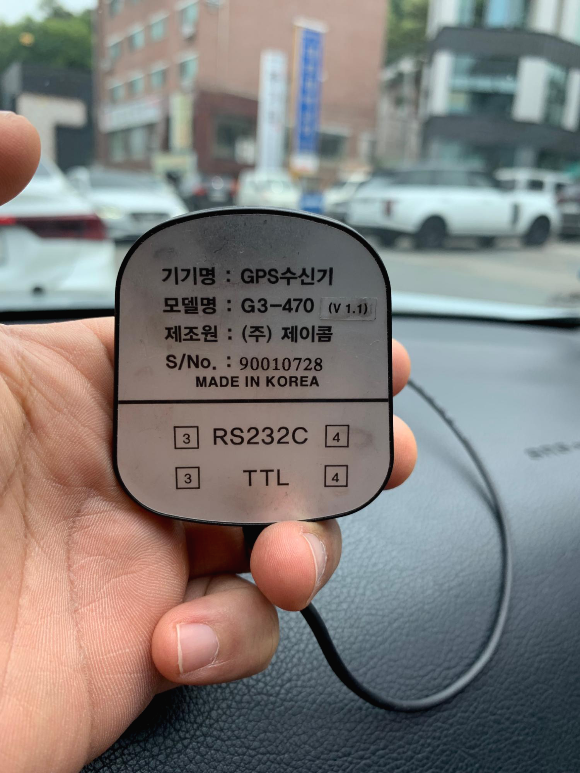 기기명 : GPS수신기
모델명 : G3-470 (V 1.1)
제조원 : (주) 제이콤
S/No. : 90010728
MADE IN KOREA
3 RS232C 4
3 TTL 4